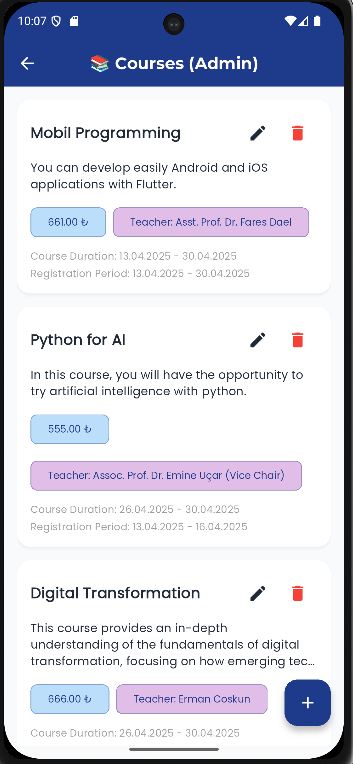 10:07
📚 Courses (Admin)
Mobil Programming
You can develop easily Android and iOS
applications with Flutter.
661.00 ₺ Teacher: Asst. Prof. Dr. Fares Dael
Course Duration: 13.04.2025 - 30.04.2025
Registration Period: 13.04.2025 - 30.04.2025
Python for AI
In this course, you will have the opportunity to
try artificial intelligence with python.
555.00 ₺
Teacher: Assoc. Prof. Dr. Emine Uçar (Vice Chair)
Course Duration: 26.04.2025 - 30.04.2025
Registration Period: 13.04.2025 - 16.04.2025
Digital Transformation
This course provides an in-depth
understanding of the fundamentals of digital
transformation, focusing on how emerging tec...
666.00 ₺ Teacher: Erman Coskun
Course Duration: 26.04.2025 - 30.04.2025